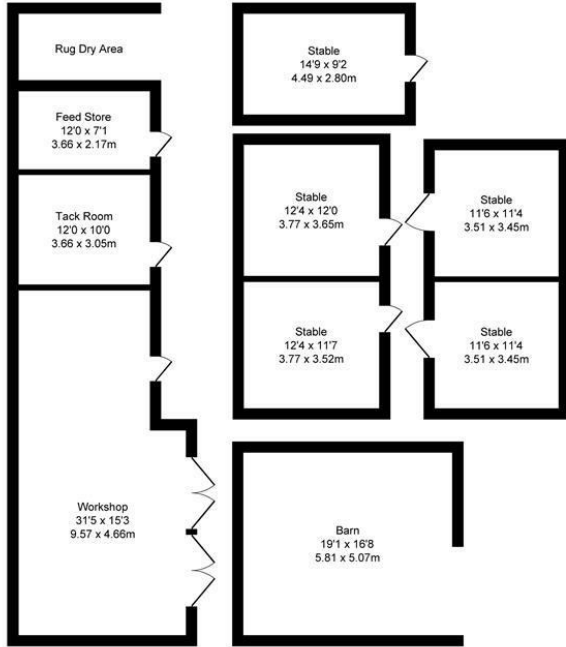 Rug Dry Area
Feed Store
12'0 x 7'1
3.66 x 2.17m
Tack Room
12'0 x 10'0
3.66 x 3.05m
Workshop
31'5 x 15'3
9.57 x 4.66m
Stable
14'9 x 9'2
4.49 x 2.80m
Stable
12'4 x 12'0
3.77 x 3.65m
Stable
11'6 x 11'4
3.51 x 3.45m
Stable
12'4 x 11'7
3.77 x 3.52m
Stable
11'6 x 11'4
3.51 x 3.45m
Barn
19'1 x 16'8
5.81 x 5.07m